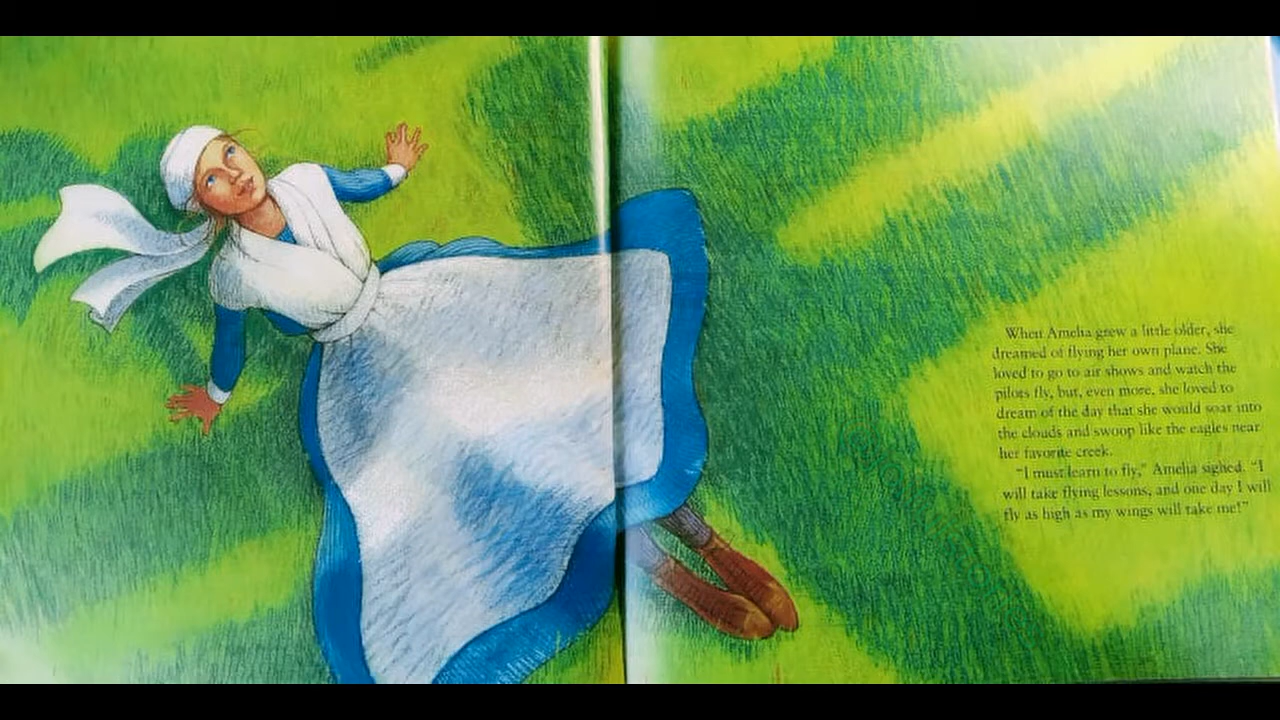 When Amelia grew a little older, she
dreamed of flying her own plane. She
loved to go to air shows and watch the
pilots fly, but, even more, she loved to
dream of the day that she would soar into
the clouds and swoop like the eagles near
her favorite creek.
"I must learn to fly," Amelia sighed. "I
will take flying lessons, and one day I will
fly as high as my wings will take me!"